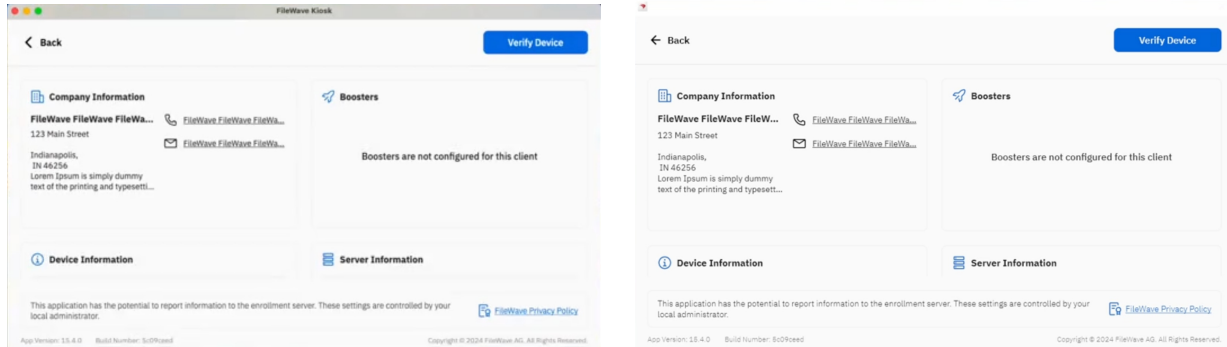 FileWave Kiosk
Back
Verify Device
Company Information
FileWave FileWave FileWa...
123 Main Street
Indianapolis,
IN 46256
Lorem Ipsum is simply dummy
text of the printing and typesetti...
FileWave FileWave FileWa...
FileWave FileWave FileWa...
Boosters
Boosters are not configured for this client
Device Information
Server Information
This application has the potential to report information to the enrollment server. These settings are controlled by your
local administrator.
FileWave Privacy Policy
App Version: 15.4.0 Build Number: 5c09ceed
Copyright © 2024 FileWave AG. All Rights Reserved.
Back
Verify Device
Company Information
FileWave FileWave FileW...
123 Main Street
Indianapolis,
IN 46256
Lorem Ipsum is simply dummy
text of the printing and typesett...
FileWave FileWave FileWa...
FileWave FileWave FileWa...
Boosters
Boosters are not configured for this client
Device Information
Server Information
This application has the potential to report information to the enrollment server. These settings are controlled by your
local administrator.
FileWave Privacy Policy
App Version: 15.4.0 Build Number: 5c09ceed
Copyright © 2024 FileWave AG. All Rights Reserved.